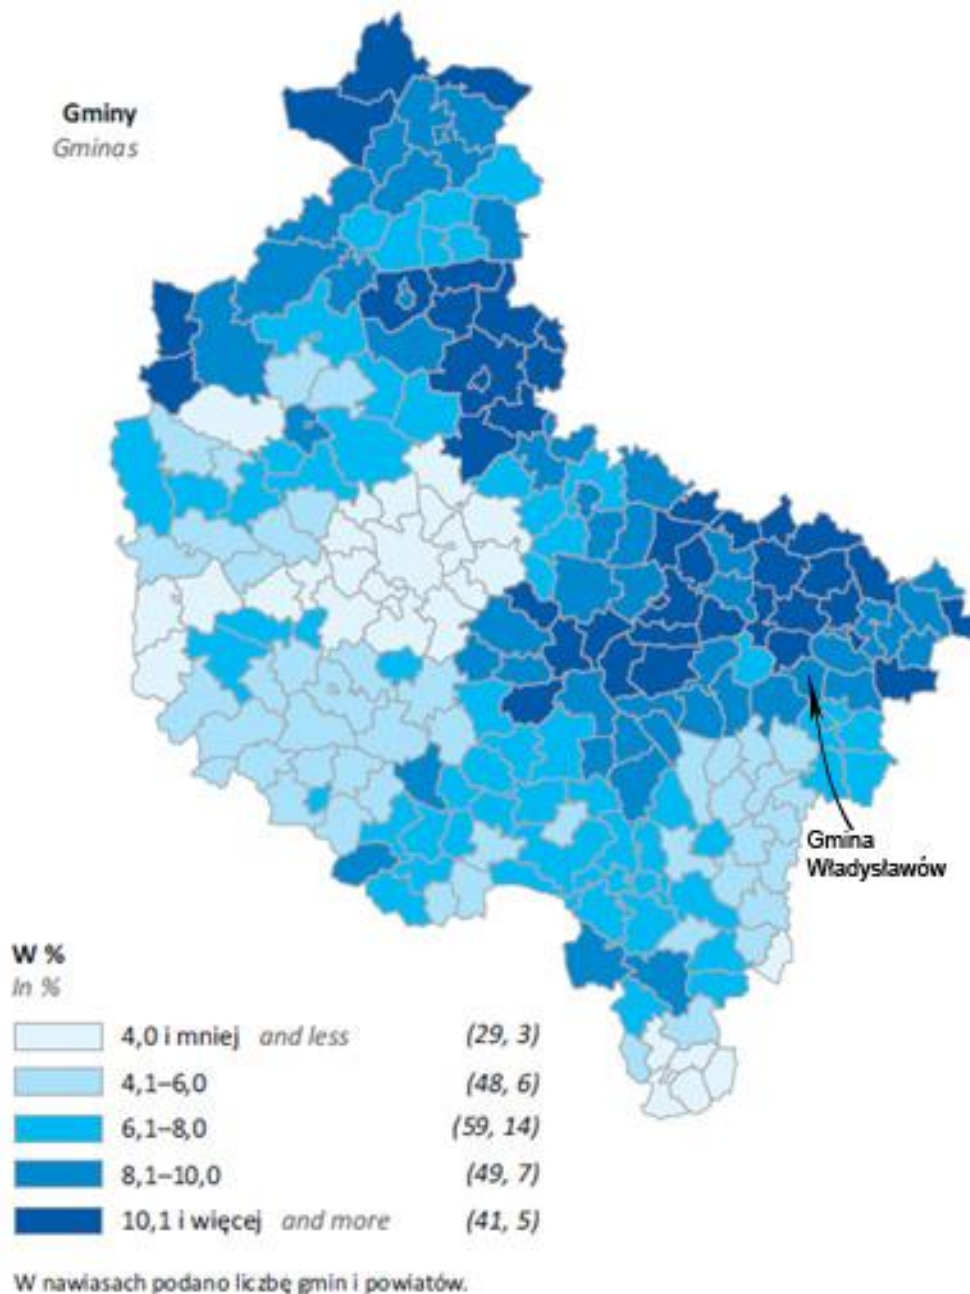 Gminy
Gminas
Gmina
Władysławów
W %
In %
4,0 i mniej and less (29, 3)
4,1–6,0 (48, 6)
6,1–8,0 (59, 14)
8,1–10,0 (49, 7)
10,1 i więcej and more (41, 5)
W nawiasach podano liczbę gmin i powiatów.